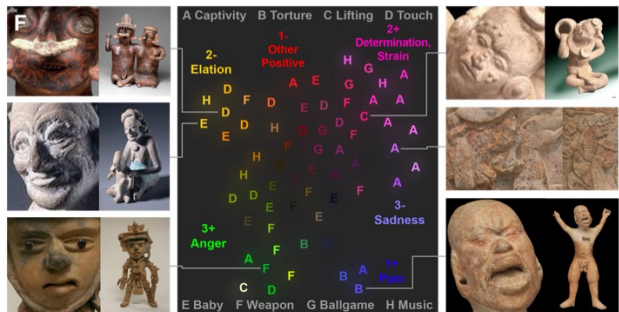 F
A Captivity B Torture C Lifting D Touch
1-
Other
Positive
2+
Determination,
Strain
2-
Elation
H G
A
A E G H
D
H F D E D F A A
D C
E D H D G A A
E F
F G A A
H
A
H E
E A
D D F F
E
E F
E E
3-
Sadness
F
3+
Anger
B
F
A
1+
Pain
F A
F B
C D B
E Baby F Weapon G Ballgame H Music